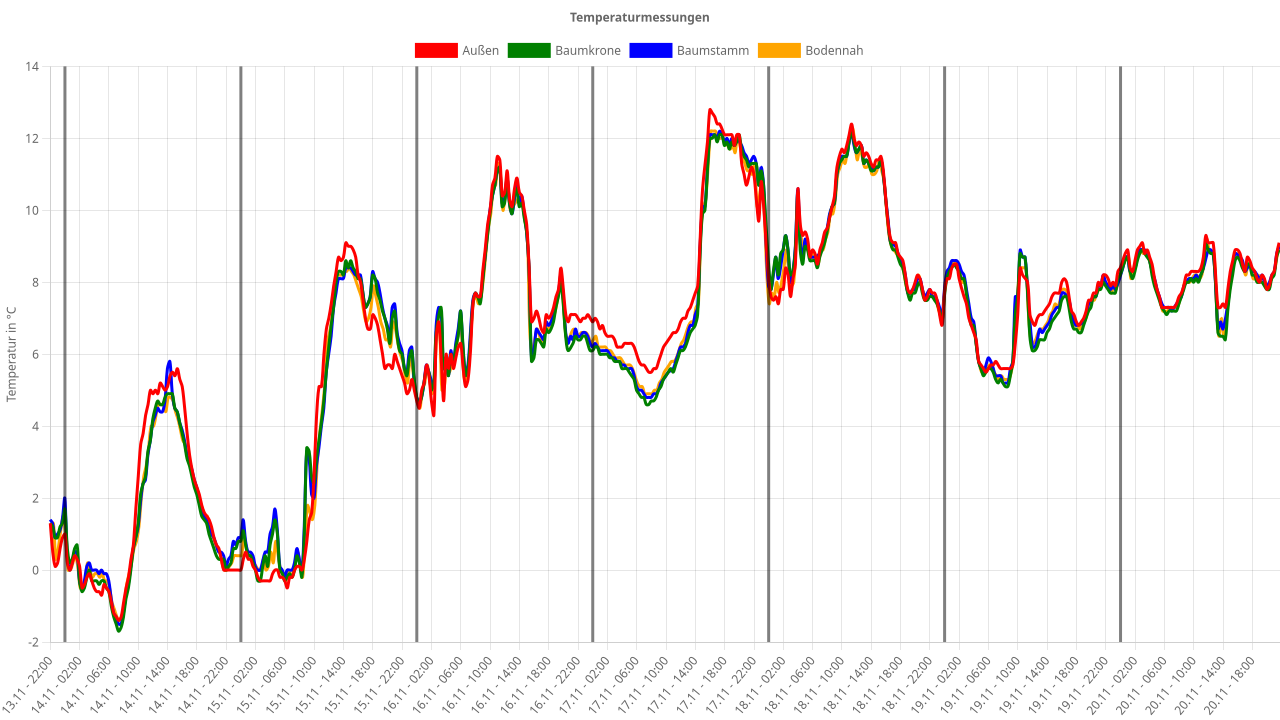 Temperaturmessungen
Außen Baumkrone Baumstamm Bodennah
Temperatur in °C
14
12
10
8
6
4
2
0
-2
13.11 - 22:00
14.11 - 02:00
14.11 - 06:00
14.11 - 10:00
14.11 - 14:00
14.11 - 18:00
14.11 - 22:00
15.11 - 02:00
15.11 - 06:00
15.11 - 10:00
15.11 - 14:00
15.11 - 18:00
15.11 - 22:00
16.11 - 02:00
16.11 - 06:00
16.11 - 10:00
16.11 - 14:00
16.11 - 18:00
16.11 - 22:00
17.11 - 02:00
17.11 - 06:00
17.11 - 10:00
17.11 - 14:00
17.11 - 18:00
17.11 - 22:00
18.11 - 02:00
18.11 - 06:00
18.11 - 10:00
18.11 - 14:00
18.11 - 18:00
18.11 - 22:00
19.11 - 02:00
19.11 - 06:00
19.11 - 10:00
19.11 - 14:00
19.11 - 18:00
19.11 - 22:00
20.11 - 02:00
20.11 - 06:00
20.11 - 10:00
20.11 - 14:00
20.11 - 18:00